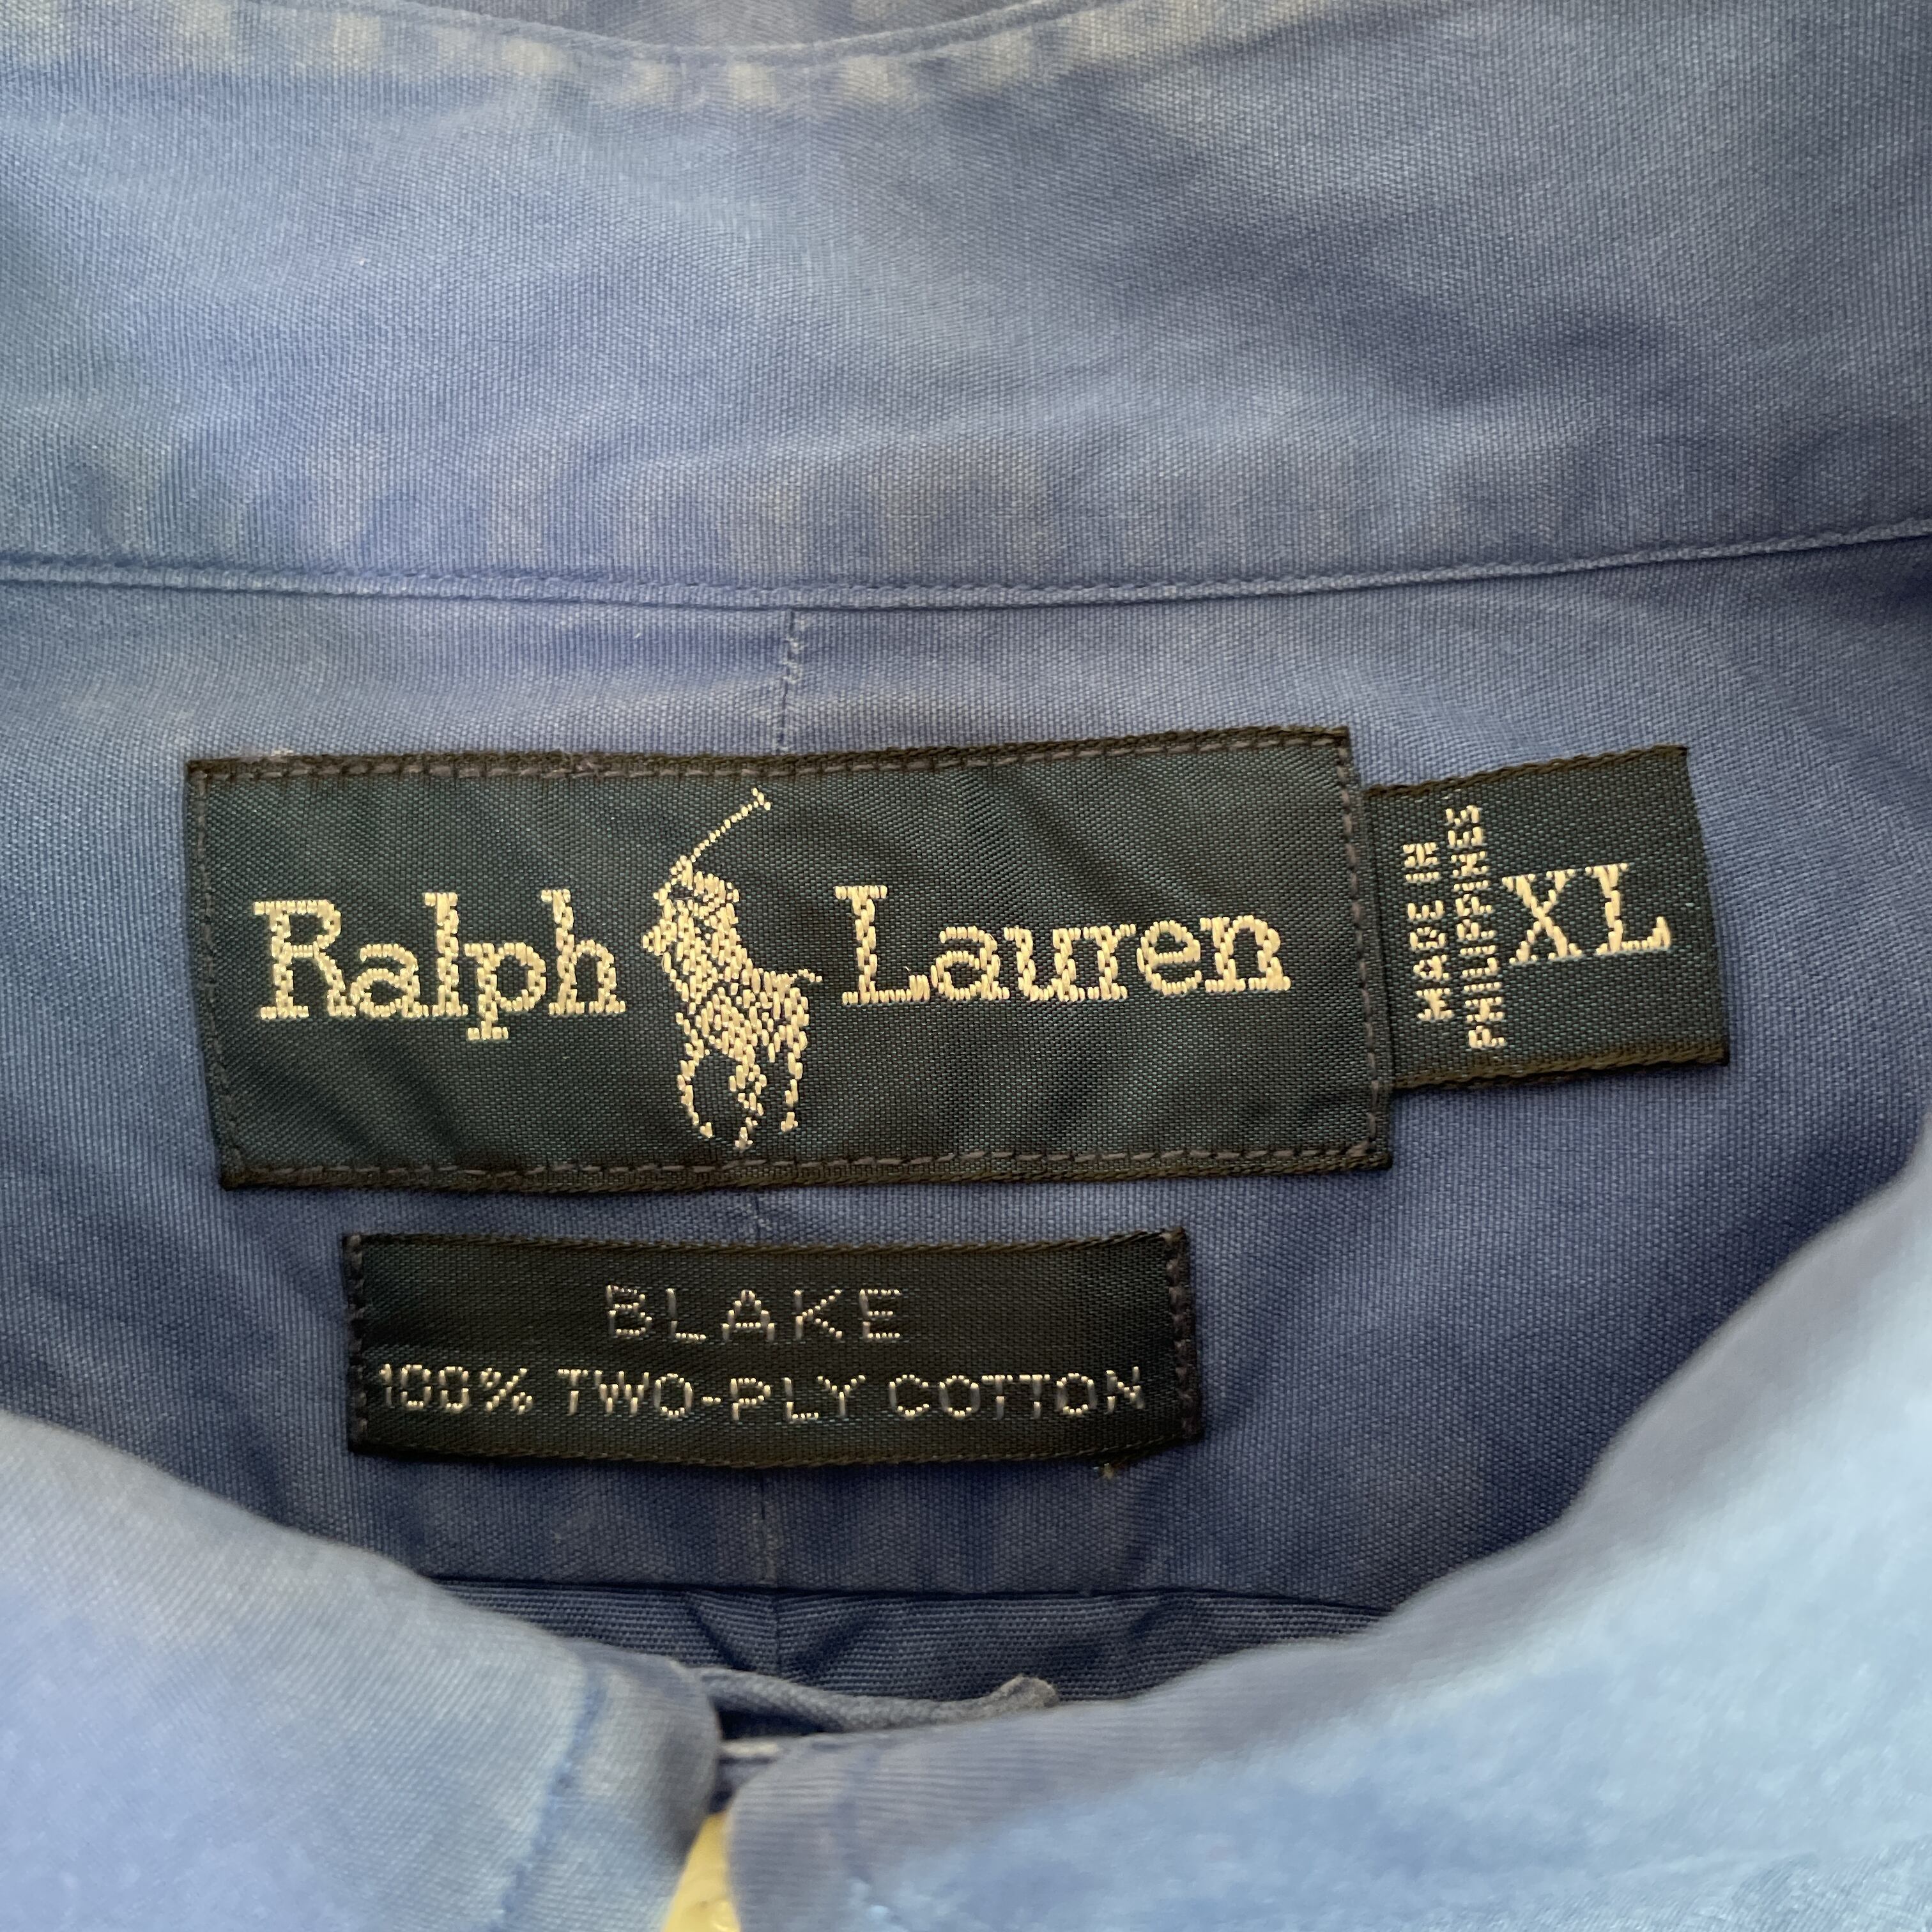 Ralph Lauren
MADE IN
PHILIPPINES
XL
BLAKE
100% TWO-PLY COTTON